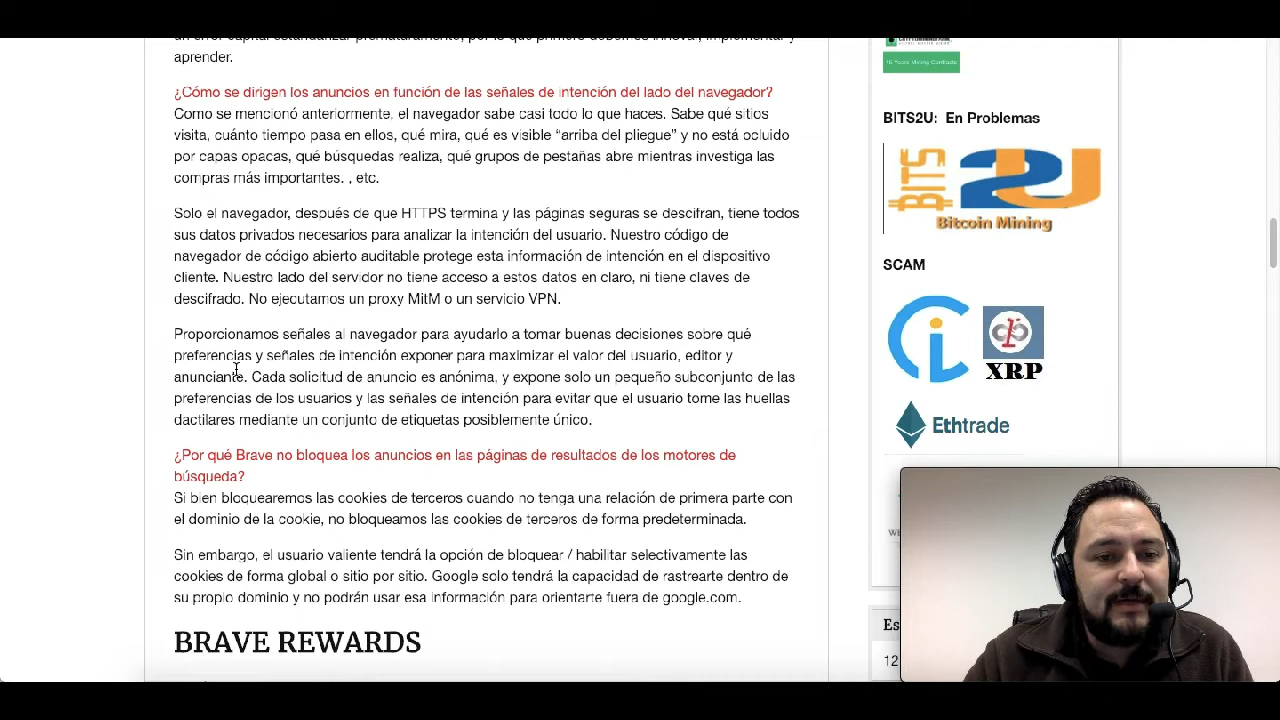 un error capital estandarizar prematuramente, por lo que primero debemos innovar, implementar y
aprender.
¿Cómo se dirigen los anuncios en función de las señales de intención del lado del navegador?
Como se mencionó anteriormente, el navegador sabe casi todo lo que haces. Sabe qué sitios
visita, cuánto tiempo pasa en ellos, qué mira, qué es visible “arriba del pliegue” y no está ocluido
por capas opacas, qué búsquedas realiza, qué grupos de pestañas abre mientras investiga las
compras más importantes. , etc.
Solo el navegador, después de que HTTPS termina y las páginas seguras se descifran, tiene todos
sus datos privados necesarios para analizar la intención del usuario. Nuestro código de
navegador de código abierto auditable protege esta información de intención en el dispositivo
cliente. Nuestro lado del servidor no tiene acceso a estos datos en claro, ni tiene claves de
descifrado. No ejecutamos un proxy MitM o un servicio VPN.
Proporcionamos señales al navegador para ayudarlo a tomar buenas decisiones sobre qué
preferencias y señales de intención exponer para maximizar el valor del usuario, editor y
anunciante. Cada solicitud de anuncio es anónima, y expone solo un pequeño subconjunto de las
preferencias de los usuarios y las señales de intención para evitar que el usuario tome las huellas
dactilares mediante un conjunto de etiquetas posiblemente único.
¿Por qué Brave no bloquea los anuncios en las páginas de resultados de los motores de
búsqueda?
Si bien bloquearemos las cookies de terceros cuando no tenga una relación de primera parte con
el dominio de la cookie, no bloqueamos las cookies de terceros de forma predeterminada.
Sin embargo, el usuario valiente tendrá la opción de bloquear / habilitar selectivamente las
cookies de forma global o sitio por sitio. Google solo tendrá la capacidad de rastrearte dentro de
su propio dominio y no podrán usar esa información para orientarte fuera de google.com.
BRAVE REWARDS
BITS2U: En Problemas
BITS 2U
Bitcoin Mining
SCAM
XRP
Ethtrade
Es
12